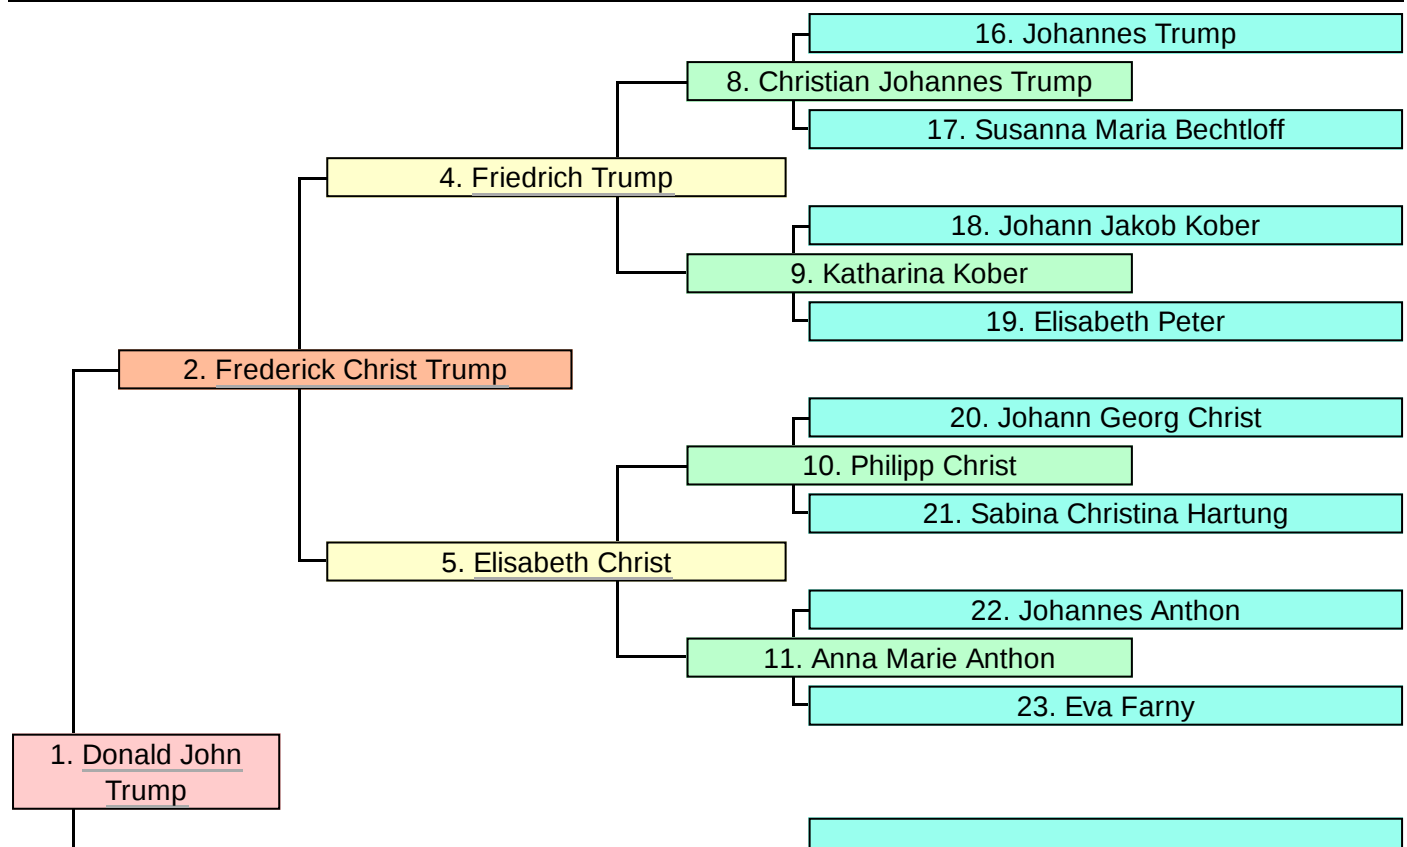 16. Johannes Trump
8. Christian Johannes Trump
17. Susanna Maria Bechtloff
4. Friedrich Trump
18. Johann Jakob Kober
9. Katharina Kober
19. Elisabeth Peter
2. Frederick Christ Trump
20. Johann Georg Christ
10. Philipp Christ
21. Sabina Christina Hartung
5. Elisabeth Christ
22. Johannes Anthon
11. Anna Marie Anthon
23. Eva Farny
1. Donald John
Trump